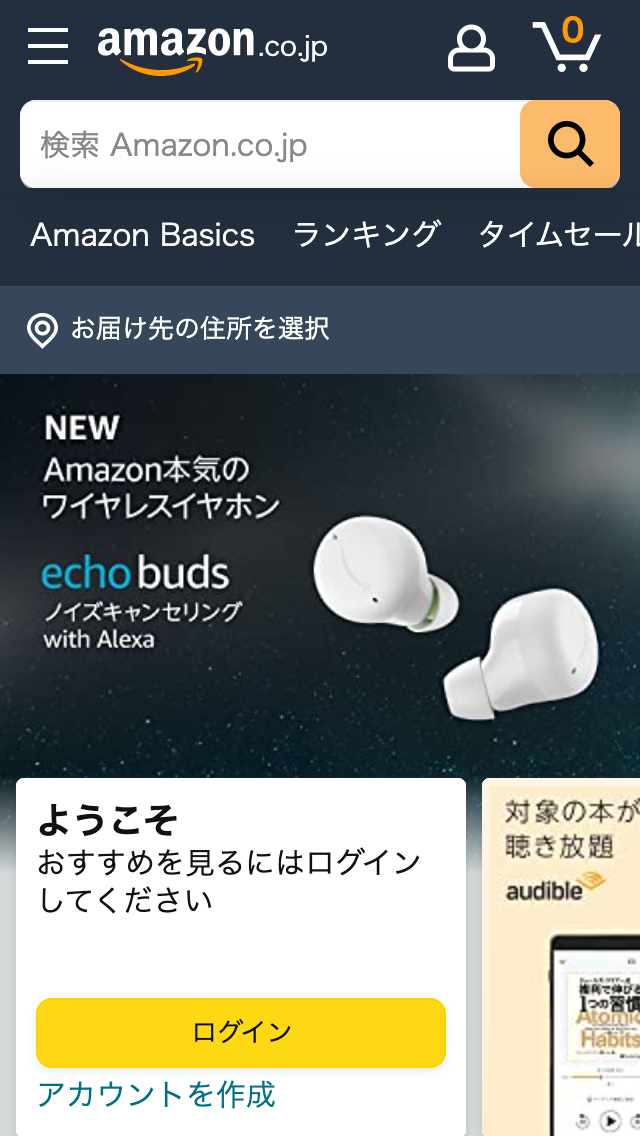 amazon.co.jp
0
検索 Amazon.co.jp
Amazon Basics ランキング タイムセール
お届け先の住所を選択
NEW
Amazon本気の
ワイヤレスイヤホン
echo buds
ノイズキャンセリング
with Alexa
ようこそ
おすすめを見るにはログイン
してください
ログイン
アカウントを作成
対象の本が
聴き放題
audible
複利で伸びる
1つの習慣
Atomic
Habits